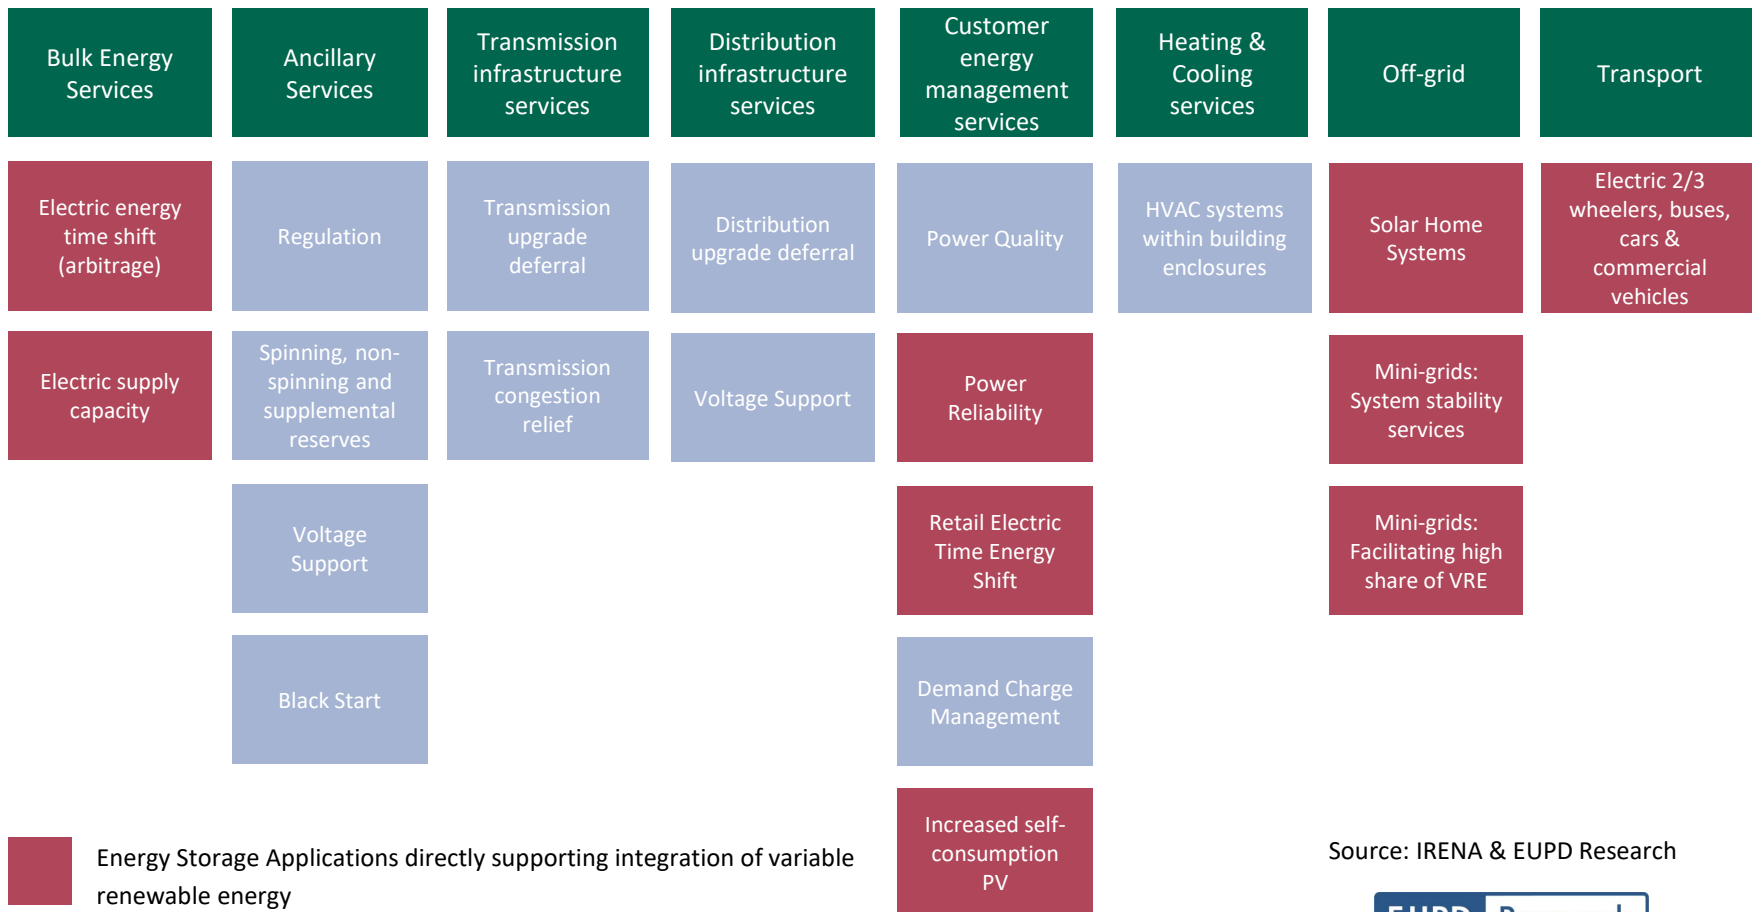 Bulk Energy
Services
Ancillary
Services
Transmission
infrastructure
services
Distribution
infrastructure
services
Customer
energy
management
services
Heating &
Cooling
services
Off-grid
Transport
Electric energy
time shift
(arbitrage)
Regulation
Transmission
upgrade
deferral
Distribution
upgrade deferral
Power Quality
HVAC systems
within building
enclosures
Solar Home
Systems
Electric 2/3
wheelers, buses,
cars &
commercial
vehicles
Electric supply
capacity
Spinning, non-
spinning and
supplemental
reserves
Transmission
congestion
relief
Voltage Support
Power
Reliability
Mini-grids:
System stability
services
Voltage
Support
Retail Electric
Time Energy
Shift
Mini-grids:
Facilitating high
share of VRE
Black Start
Demand Charge
Management
Increased self-
consumption
PV
Energy Storage Applications directly supporting integration of variable
renewable energy
Source: IRENA & EUPD Research